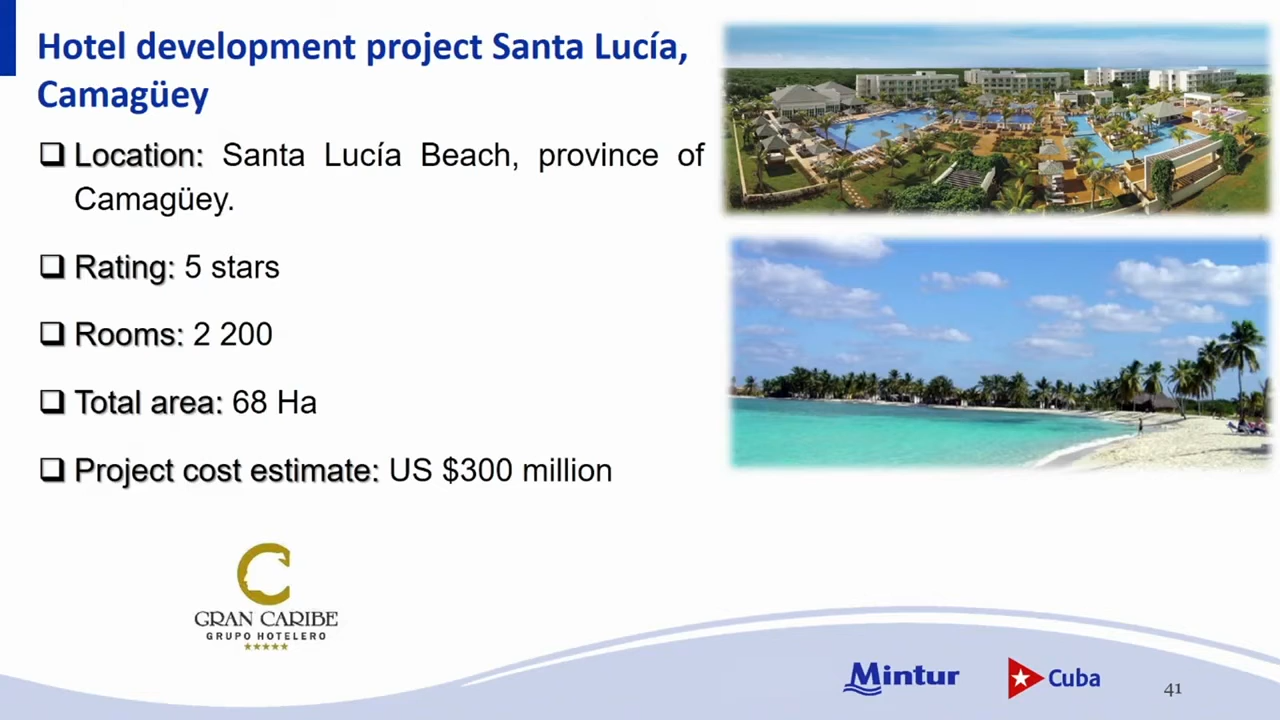 Hotel development project Santa Lucía,
Camagüey
Location: Santa Lucía Beach, province of
Camagüey.
Rating: 5 stars
Rooms: 2 200
Total area: 68 Ha
Project cost estimate: US $300 million
GRAN CARIBE
GRUPO HOTELERO
Mintur
Cuba
41